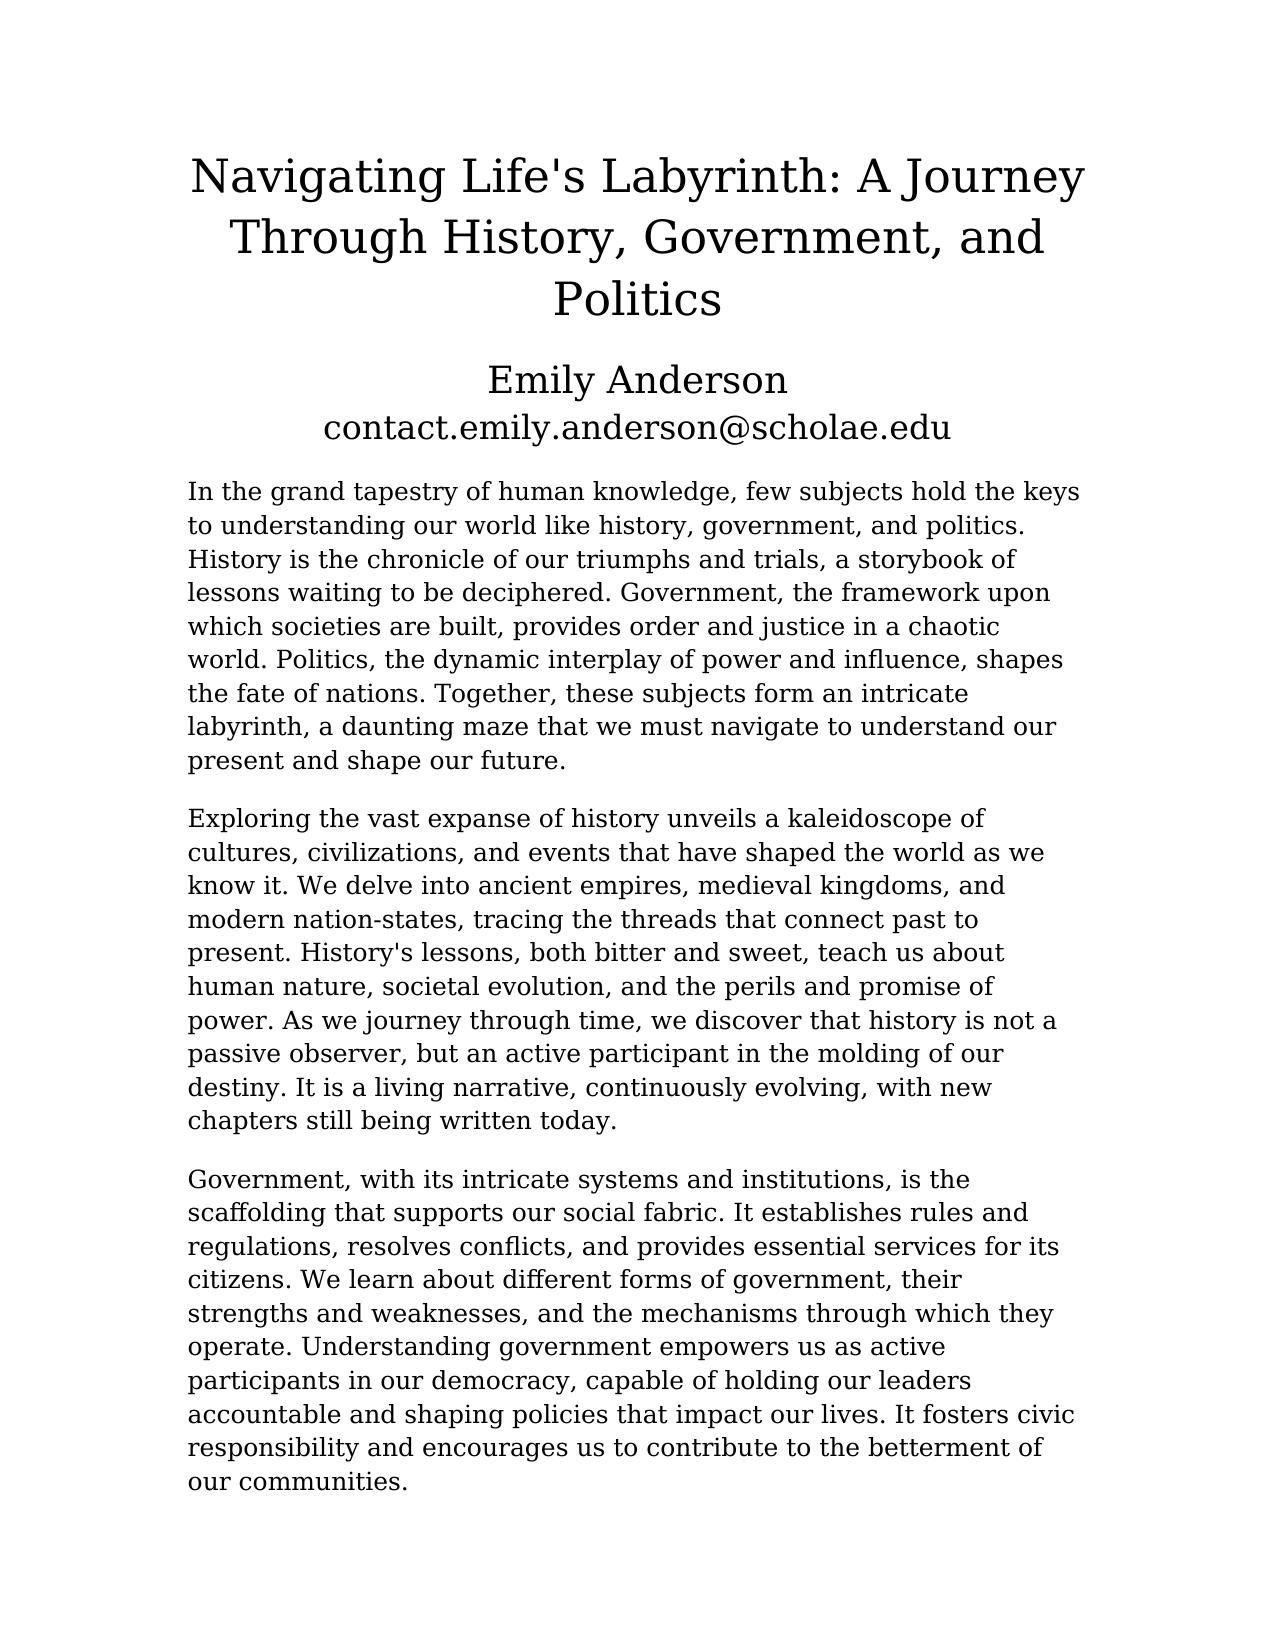 Navigating Life's Labyrinth: A Journey
Through History, Government, and
Politics
Emily Anderson
contact.emily.anderson@scholae.edu
In the grand tapestry of human knowledge, few subjects hold the keys
to understanding our world like history, government, and politics.
History is the chronicle of our triumphs and trials, a storybook of
lessons waiting to be deciphered. Government, the framework upon
which societies are built, provides order and justice in a chaotic
world. Politics, the dynamic interplay of power and influence, shapes
the fate of nations. Together, these subjects form an intricate
labyrinth, a daunting maze that we must navigate to understand our
present and shape our future.
Exploring the vast expanse of history unveils a kaleidoscope of
cultures, civilizations, and events that have shaped the world as we
know it. We delve into ancient empires, medieval kingdoms, and
modern nation-states, tracing the threads that connect past to
present. History's lessons, both bitter and sweet, teach us about
human nature, societal evolution, and the perils and promise of
power. As we journey through time, we discover that history is not a
passive observer, but an active participant in the molding of our
destiny. It is a living narrative, continuously evolving, with new
chapters still being written today.
Government, with its intricate systems and institutions, is the
scaffolding that supports our social fabric. It establishes rules and
regulations, resolves conflicts, and provides essential services for its
citizens. We learn about different forms of government, their
strengths and weaknesses, and the mechanisms through which they
operate. Understanding government empowers us as active
participants in our democracy, capable of holding our leaders
accountable and shaping policies that impact our lives. It fosters civic
responsibility and encourages us to contribute to the betterment of
our communities.